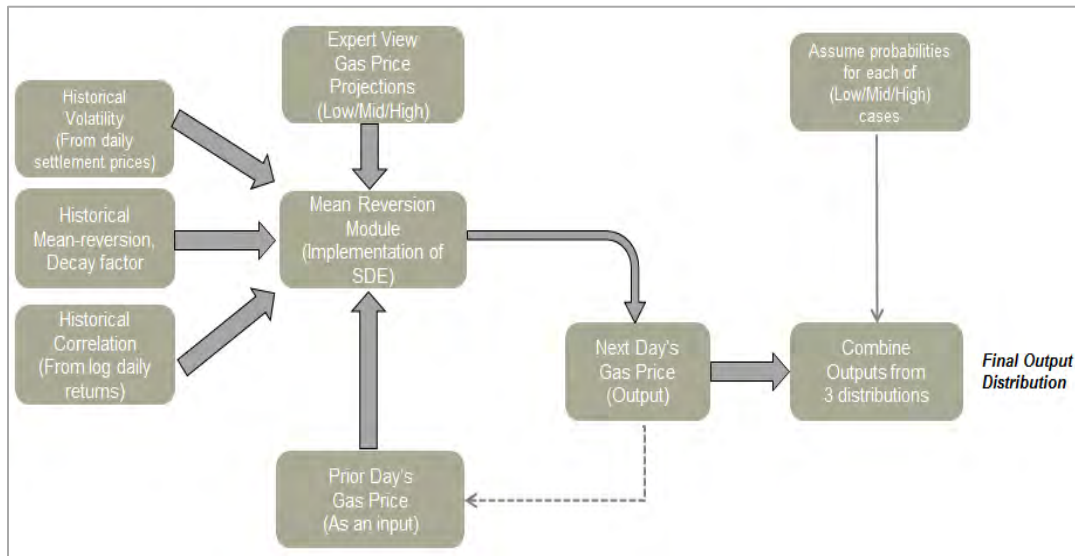 Expert View
Gas Price
Projections
(Low/Mid/High)
Assume probabilities
for each of
(Low/Mid/High)
cases
Historical
Volatility
(From daily
settlement prices)
Historical
Mean-reversion,
Decay factor
Mean Reversion
Module
(Implementation of
SDE)
Historical
Correlation
(From log daily
returns)
Next Day's
Gas Price
(Output)
Combine
Outputs from
3 distributions
Final Output
Distribution
Prior Day's
Gas Price
(As an input)